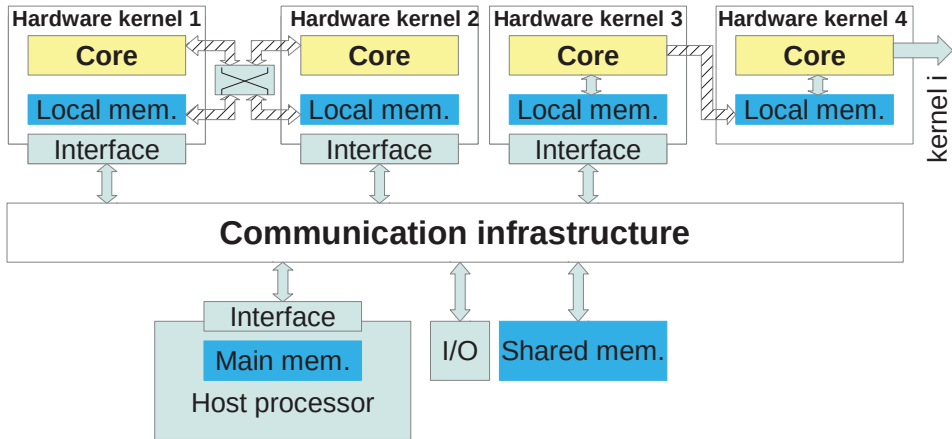 Hardware kernel 1
Hardware kernel 2
Hardware kernel 3
Hardware kernel 4
Core
Core
Core
Core
Local mem.
Local mem.
Local mem.
Local mem.
kernel i
Interface
Interface
Interface
Communication infrastructure
Interface
Main mem.
Host processor
I/O
Shared mem.